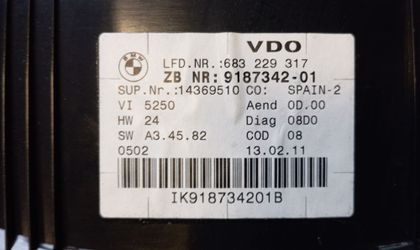 BMW
VDO
LFD.NR.:683 229 317
ZB NR: 9187342-01
SUP.Nr.:14369510 CO: SPAIN-2
VI 5250 Aend 0D.00
HW 24 Diag 08D0
SW A3.45.82 COD 08
0502 13.02.11
IK918734201B